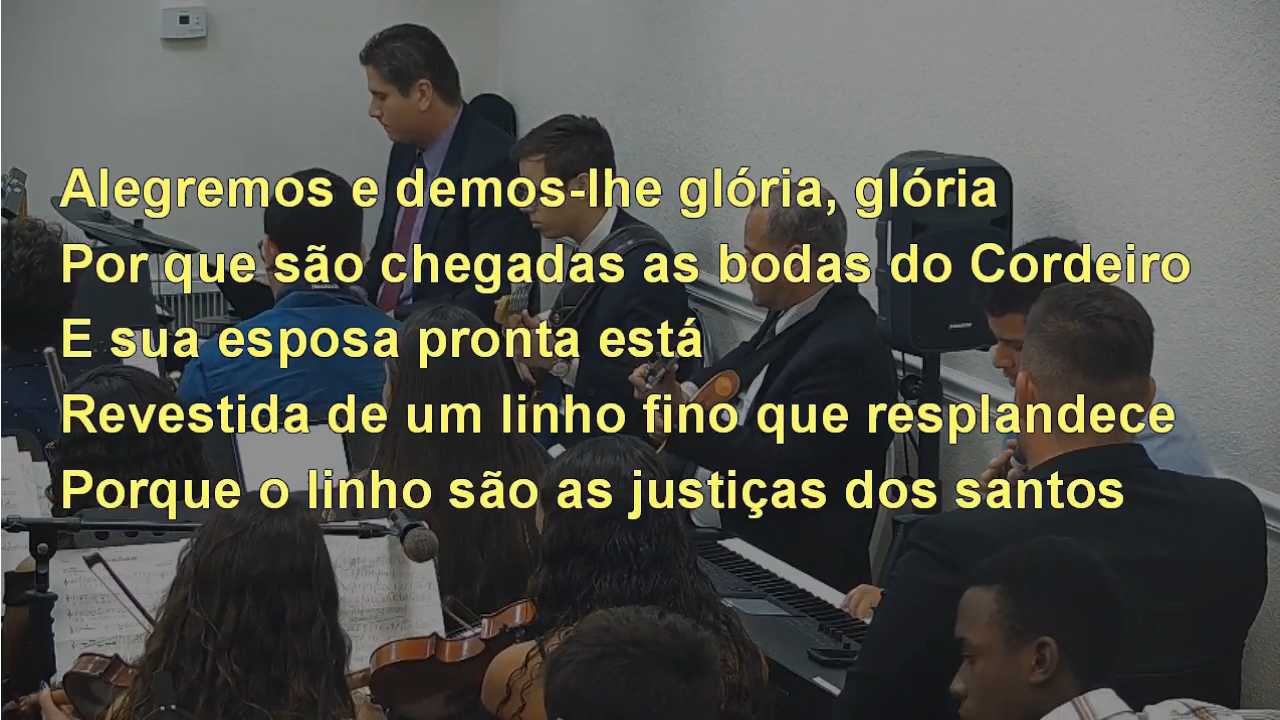 Alegremos e demos-lhe glória, glória
Por que são chegadas as bodas do Cordeiro
E sua esposa pronta está
Revestida de um linho fino que resplandece
Porque o linho são as justiças dos santos